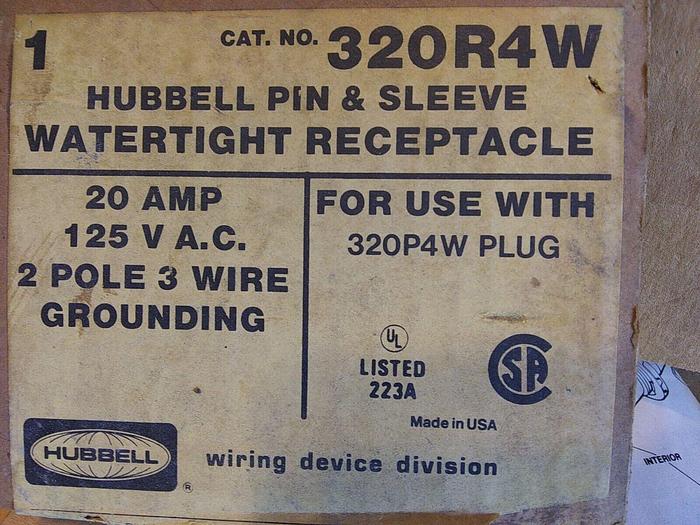 1
CAT. NO. 320R4W
HUBBELL PIN & SLEEVE
WATERTIGHT RECEPTACLE
20 AMP
125 V A.C.
2 POLE 3 WIRE
GROUNDING
FOR USE WITH
320P4W PLUG
UL
LISTED
223A
SA
Made in USA
HUBBELL
®
wiring device division
INTERIOR